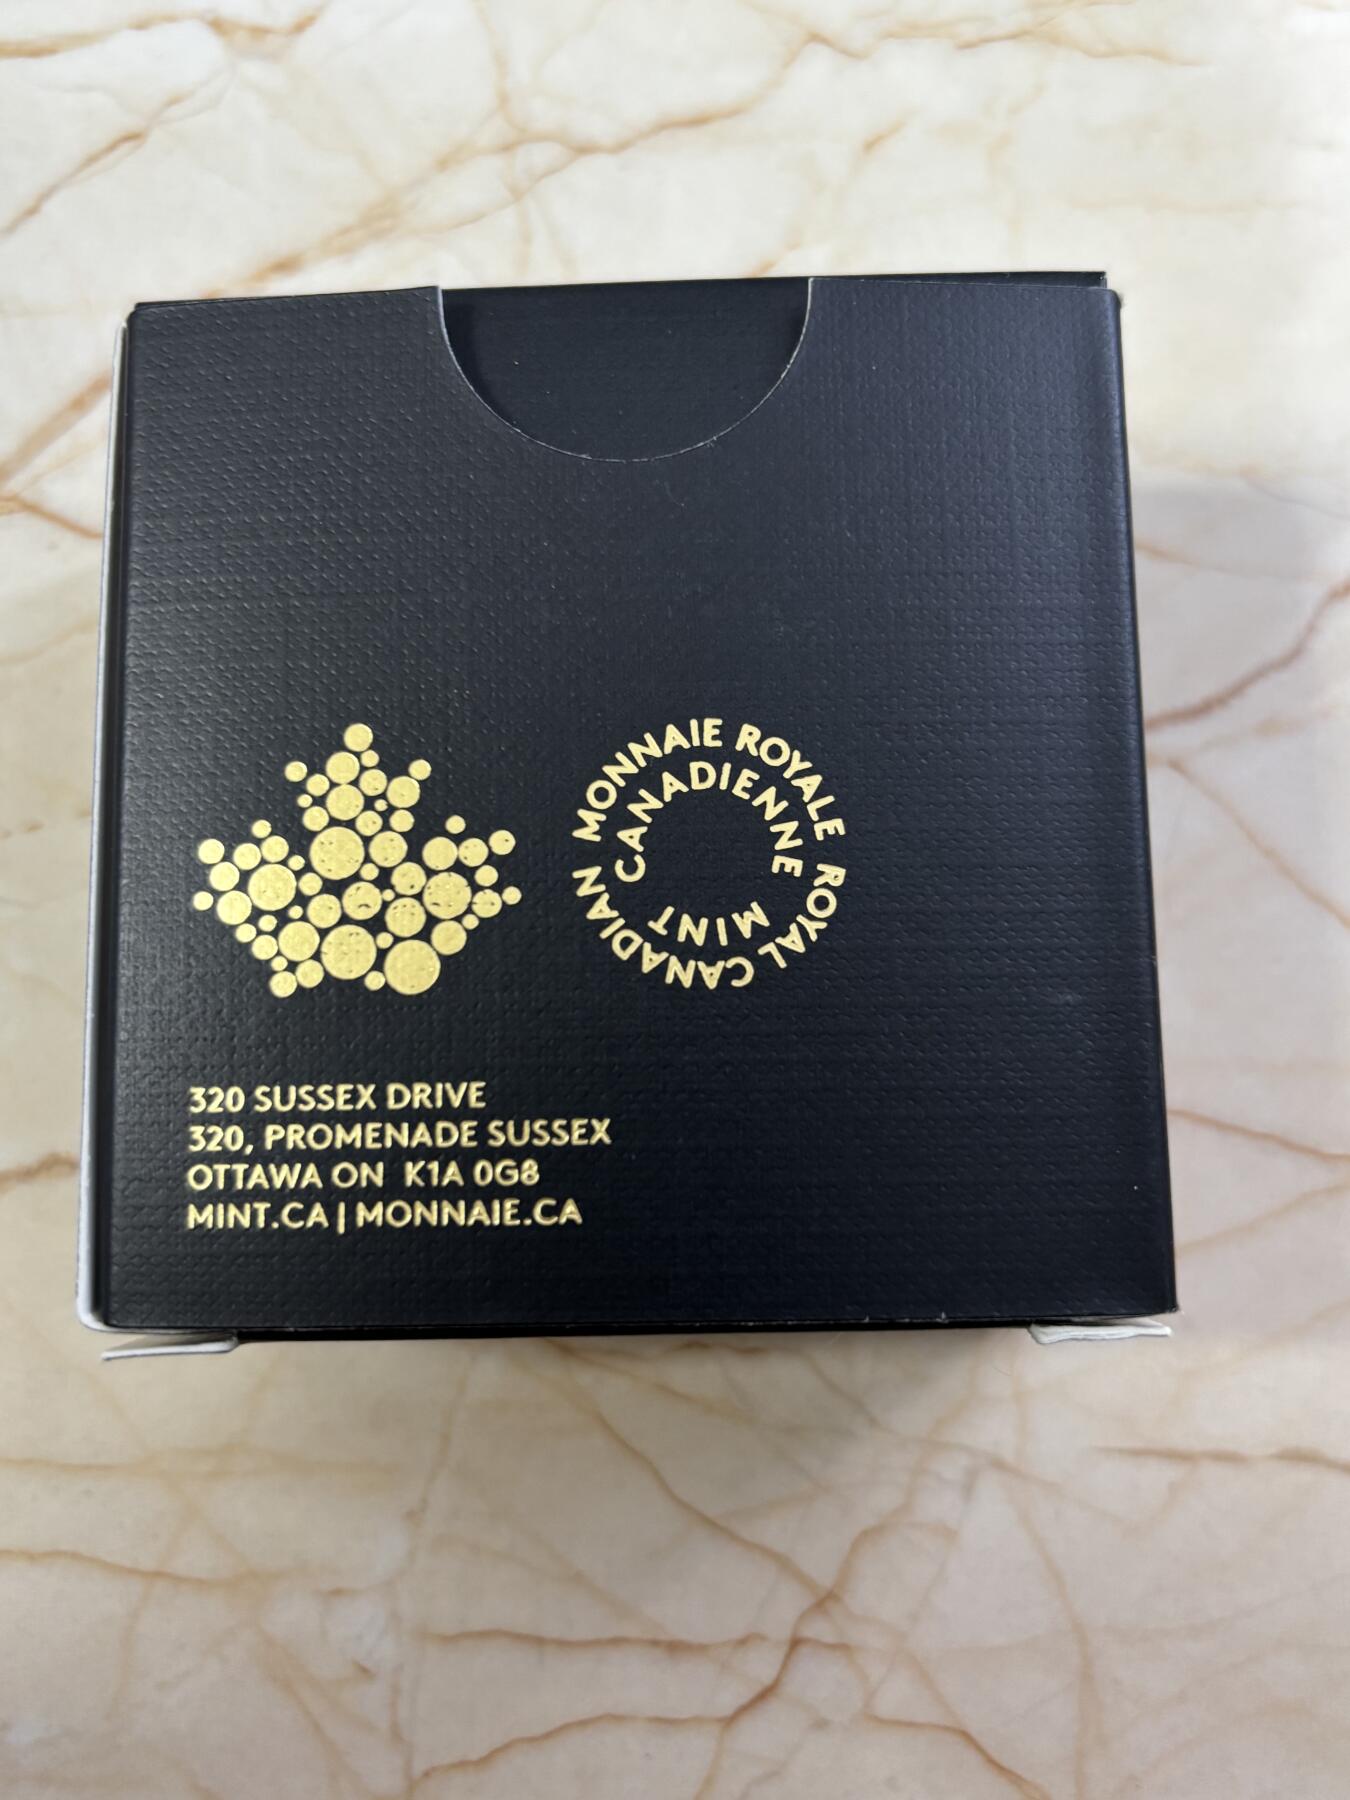 MONNAIE ROYALE
CANADIENNE
ROYAL CANADIAN
MINT
320 SUSSEX DRIVE
320, PROMENADE SUSSEX
OTTAWA ON  K1A 0G8
MINT.CA | MONNAIE.CA